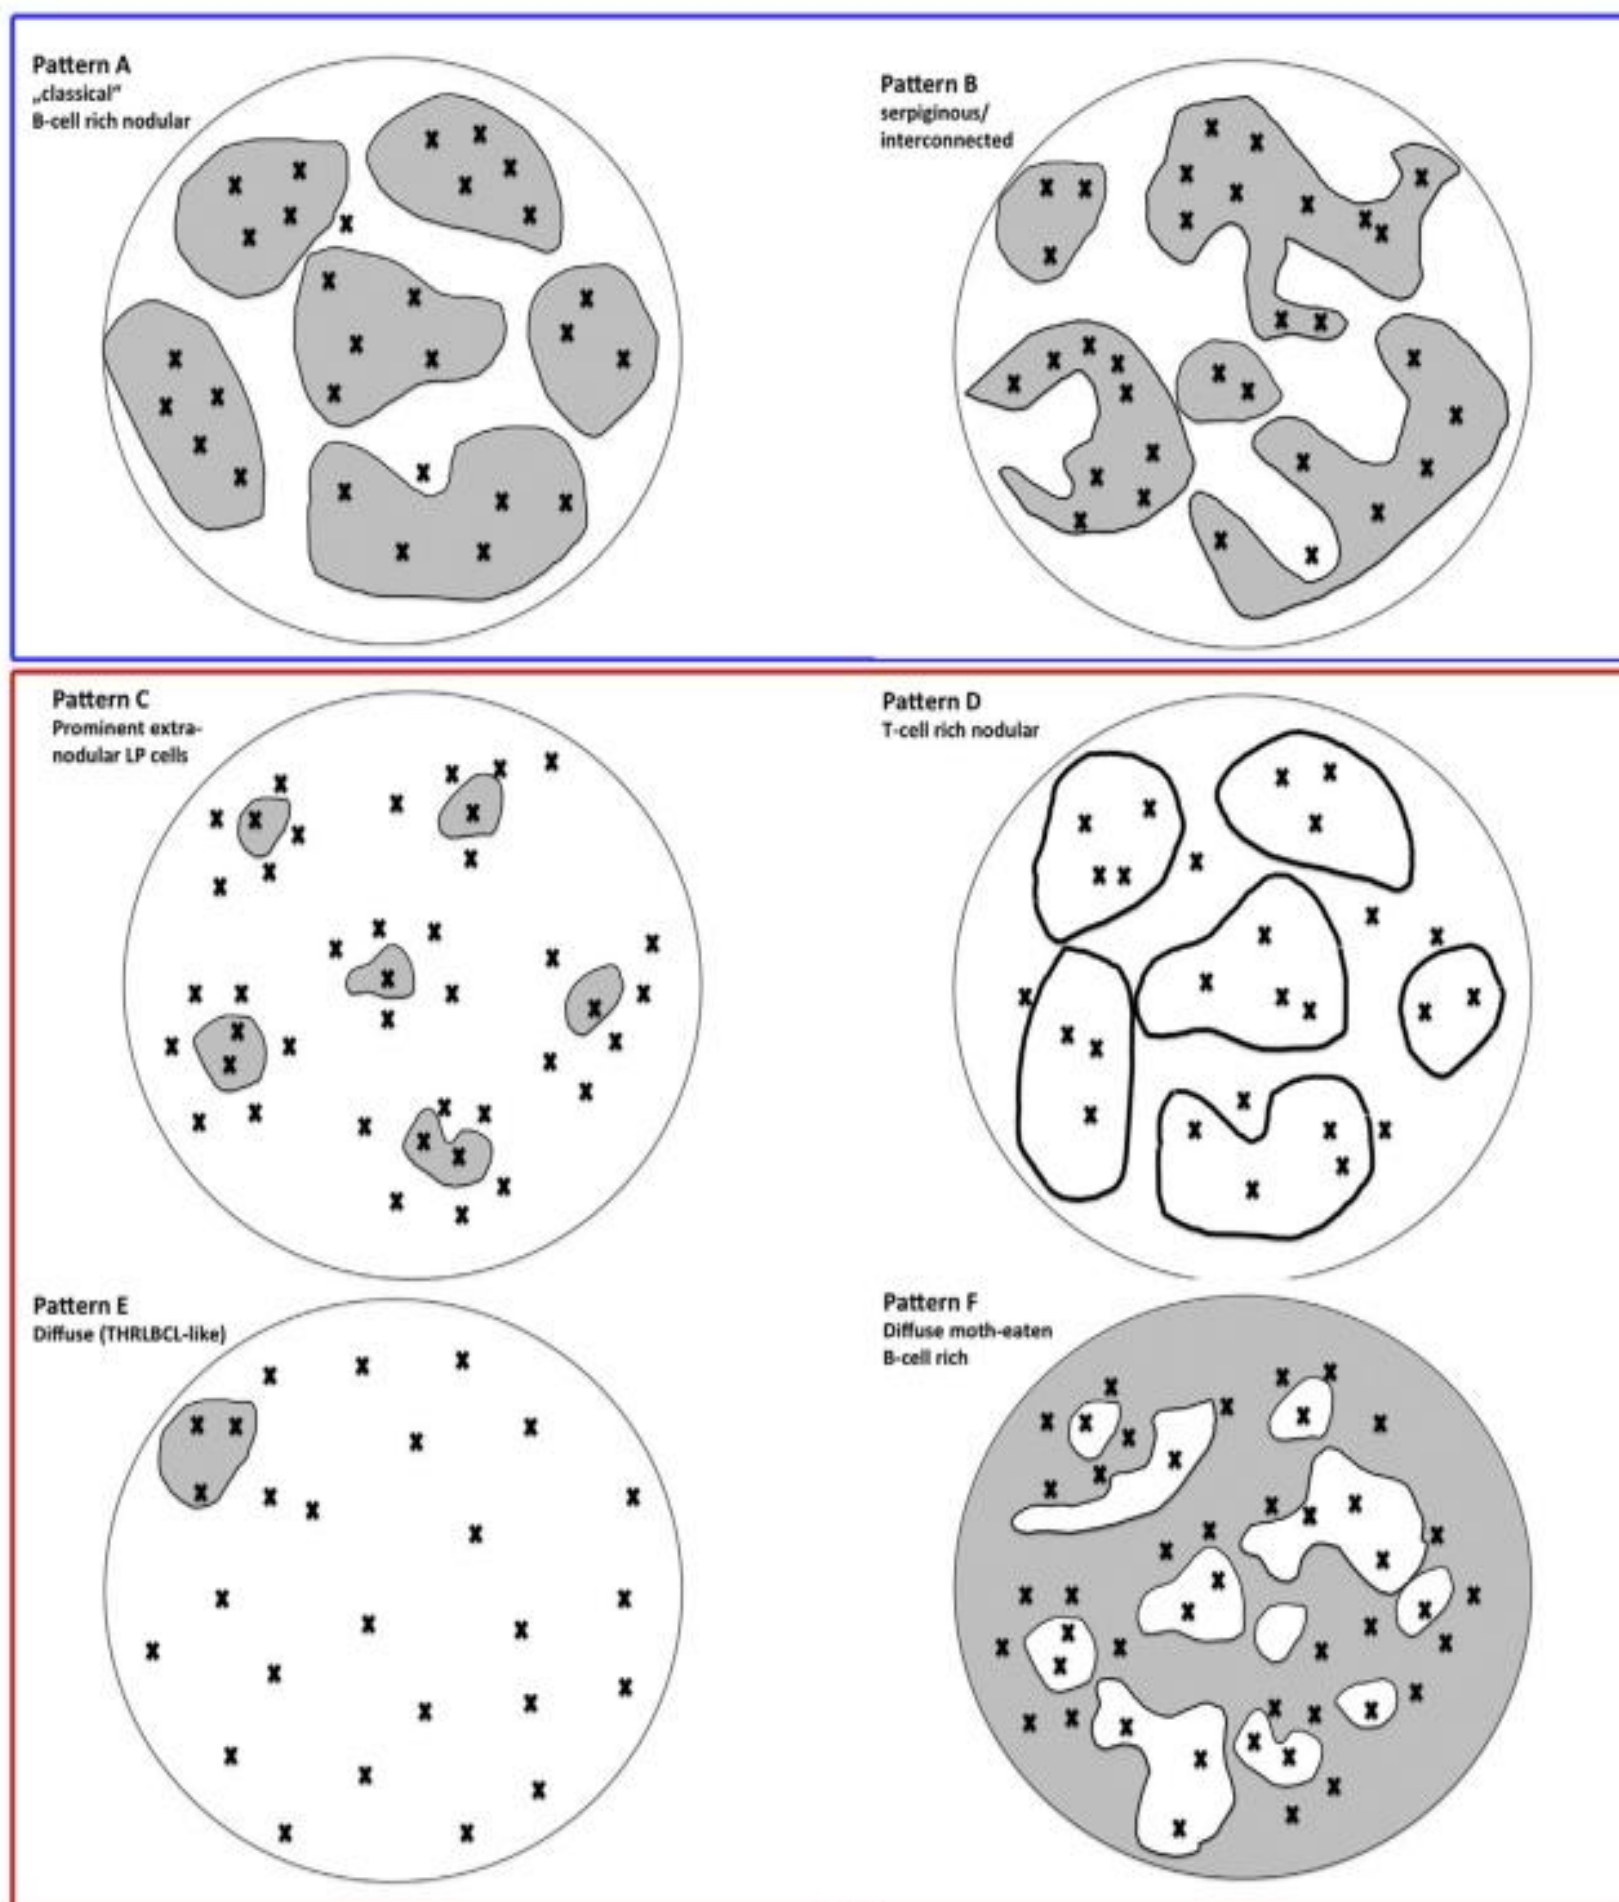 Pattern A
„classical“
B-cell rich nodular
Pattern B
serpiginous/
interconnected
Pattern C
Prominent extra-
nodular LP cells
Pattern D
T-cell rich nodular
Pattern E
Diffuse (THRLBCL-like)
Pattern F
Diffuse moth-eaten
B-cell rich